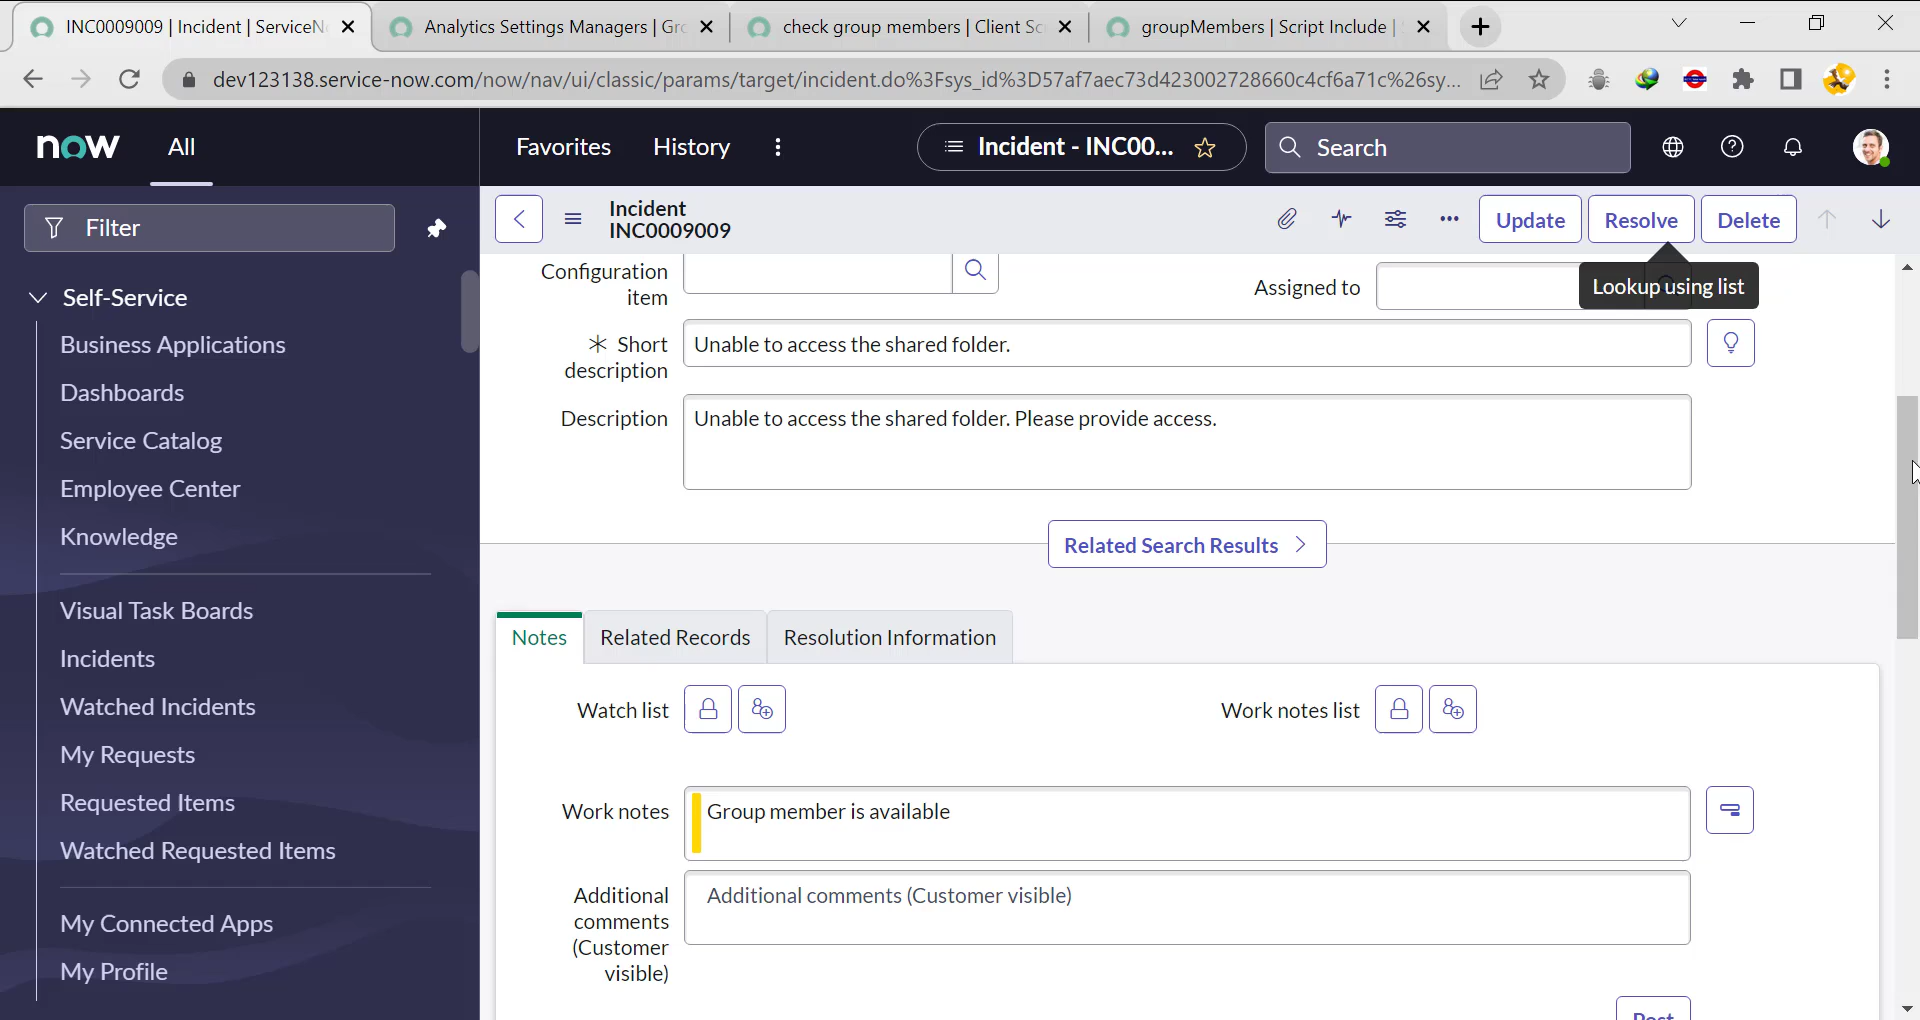 INC0009009 | Incident | ServiceN
Analytics Settings Managers | Gro
check group members | Client Sc
groupMembers | Script Include |
dev123138.service-now.com/now/nav/ui/classic/params/target/incident.do%3Fsys_id%3D57af7aec73d423002728660c4cf6a71c%26sy...
now
All
Favorites
History
Incident - INC00...
Search
Filter
Incident
INC0009009
Update
Resolve
Delete
Self-Service
Business Applications
Dashboards
Service Catalog
Employee Center
Knowledge
Visual Task Boards
Incidents
Watched Incidents
My Requests
Requested Items
Watched Requested Items
My Connected Apps
My Profile
Configuration
item
Assigned to
Lookup using list
Short
description
Unable to access the shared folder.
Description
Unable to access the shared folder. Please provide access.
Related Search Results
Notes
Related Records
Resolution Information
Watch list
Work notes list
Work notes
Group member is available
Additional
comments
(Customer
visible)
Additional comments (Customer visible)
Post